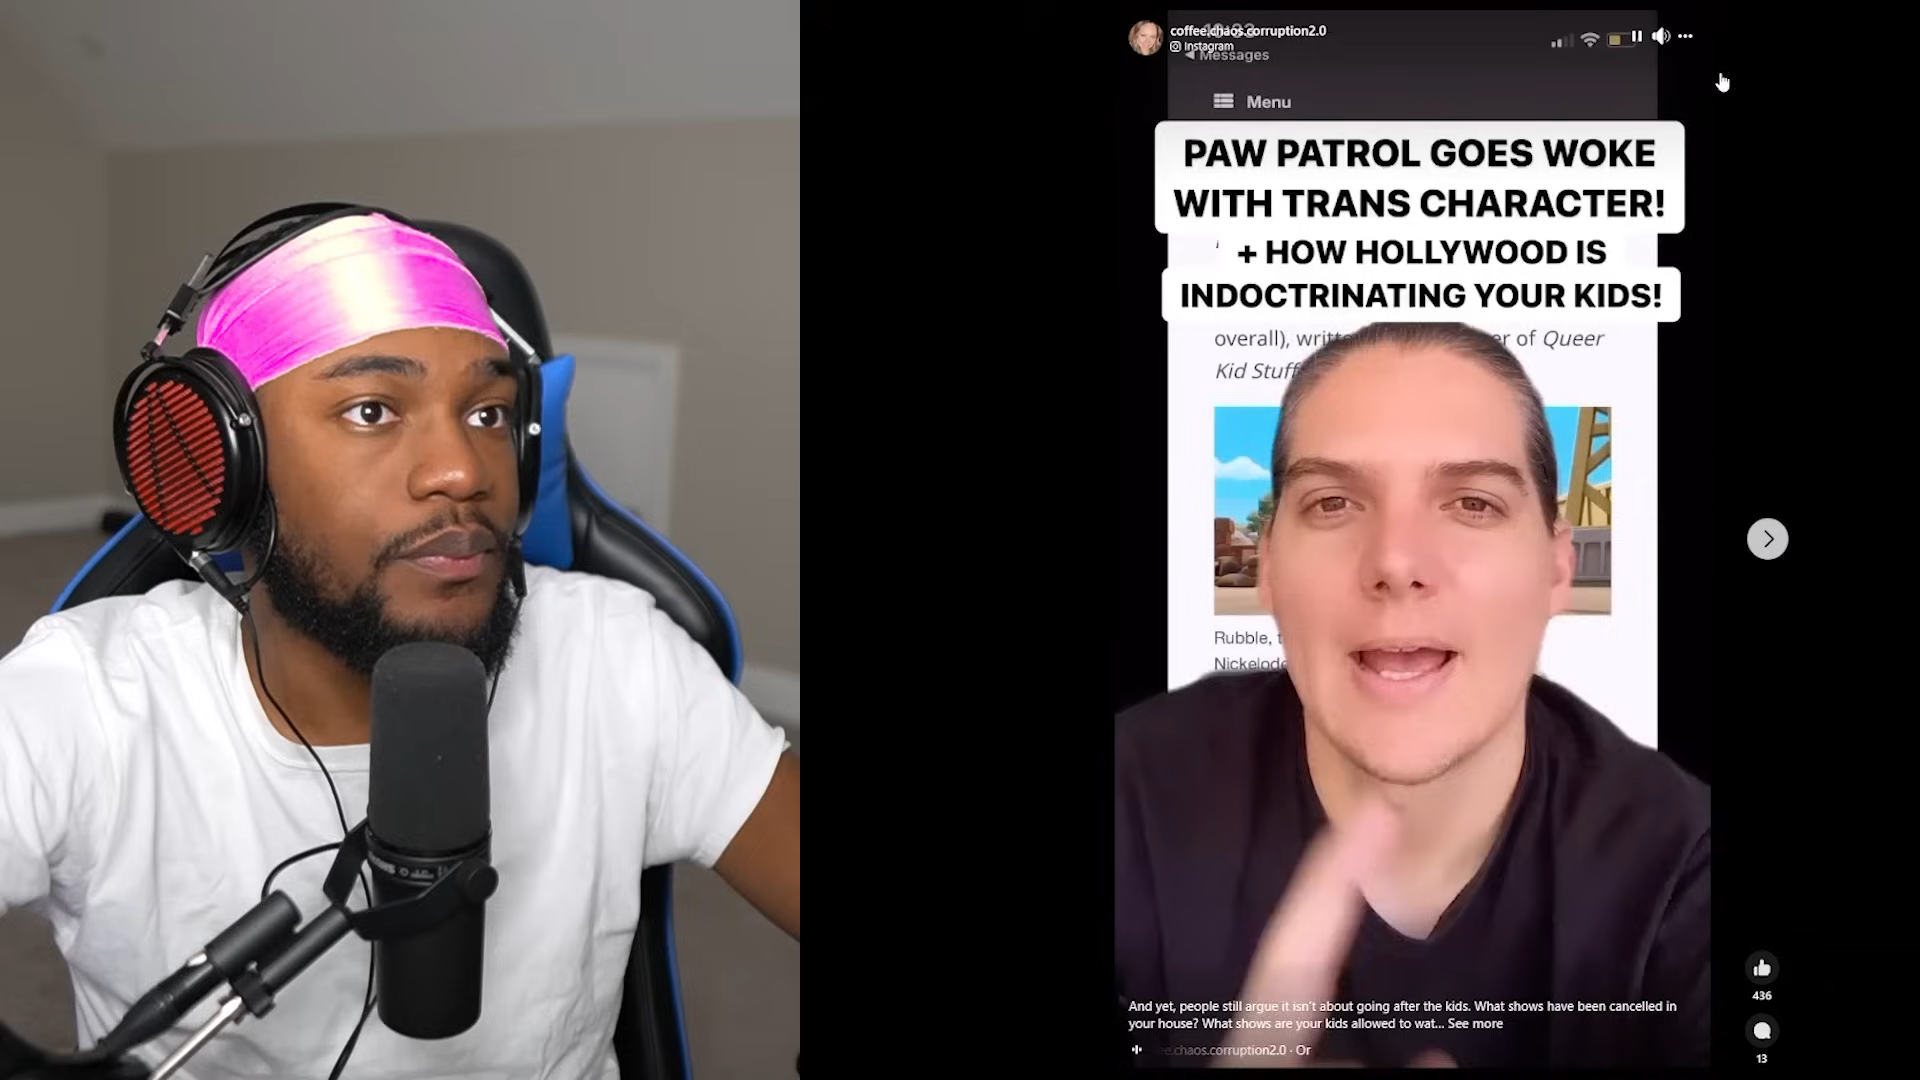 coffee.chaos.corruption2.0
Instagram
Messages
Menu
PAW PATROL GOES WOKE
WITH TRANS CHARACTER!
+ HOW HOLLYWOOD IS
INDOCTRINATING YOUR KIDS!
overall), of Queer
Kid Stuff
Rubble,
And yet, people still argue it isn't about going after the kids. What shows have been cancelled in
your house? What shows are your kids allowed to wat... See more
chaos.corruption2.0 · Or
436
13